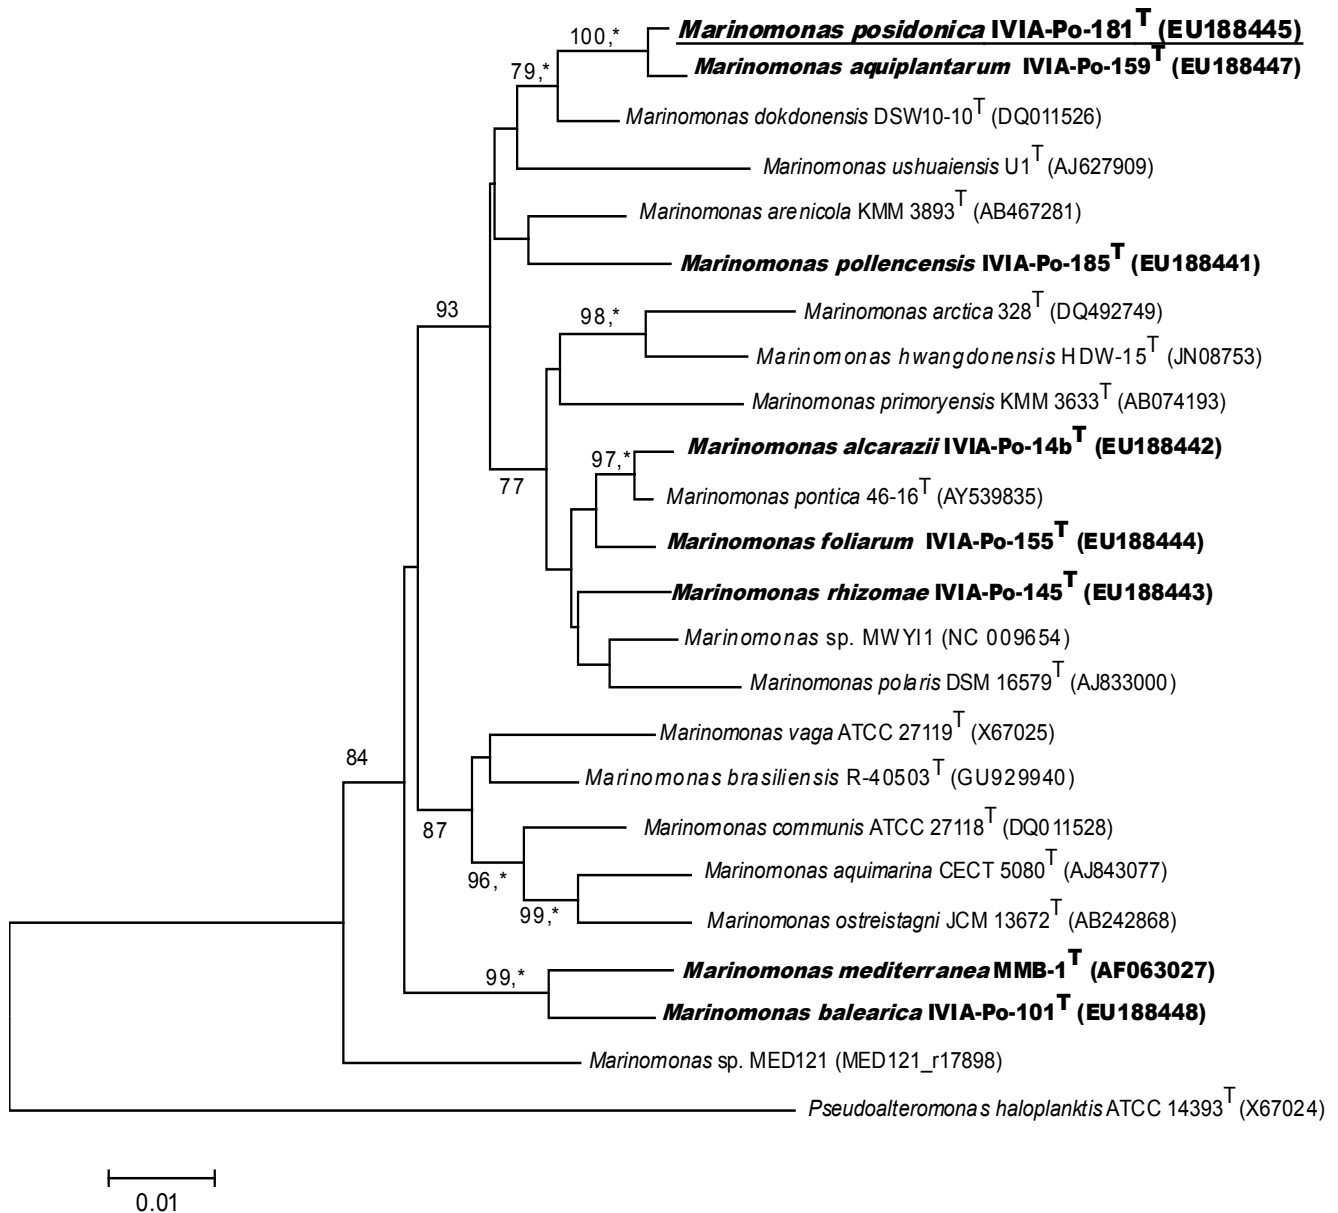 100,*
Marinomonas posidonica IVIA-Po-181T (EU188445)
79,*
Marinomonas aquiplantarum IVIA-Po-159T (EU188447)
Marinomonas dokdonensis DSW10-10T (DQ011526)
Marinomonas ushuaiensis U1T (AJ627909)
Marinomonas arenicola KMM 3893T (AB467281)
Marinomonas pollencensis IVIA-Po-185T (EU188441)
93
98,*
Marinomonas arctica 328T (DQ492749)
Marinomonas hwangdonensis HDW-15T (JN08753)
Marinomonas primoryensis KMM 3633T (AB074193)
Marinomonas alcarazii IVIA-Po-14bT (EU188442)
97,*
77
Marinomonas pontica 46-16T (AY539835)
Marinomonas foliarum IVIA-Po-155T (EU188444)
Marinomonas rhizomae IVIA-Po-145T (EU188443)
Marinomonas sp. MWYl1 (NC 009654)
Marinomonas polaris DSM 16579T (AJ833000)
Marinomonas vaga ATCC 27119T (X67025)
84
Marinomonas brasiliensis R-40503T (GU929940)
87
Marinomonas communis ATCC 27118T (DQ011528)
96,*
Marinomonas aquimarina CECT 5080T (AJ843077)
99,*
Marinomonas ostreistagni JCM 13672T (AB242868)
99,*
Marinomonas mediterranea MMB-1T (AF063027)
Marinomonas balearica IVIA-Po-101T (EU188448)
Marinomonas sp. MED121 (MED121_r17898)
Pseudoalteromonas haloplanktis ATCC 14393T (X67024)
0.01